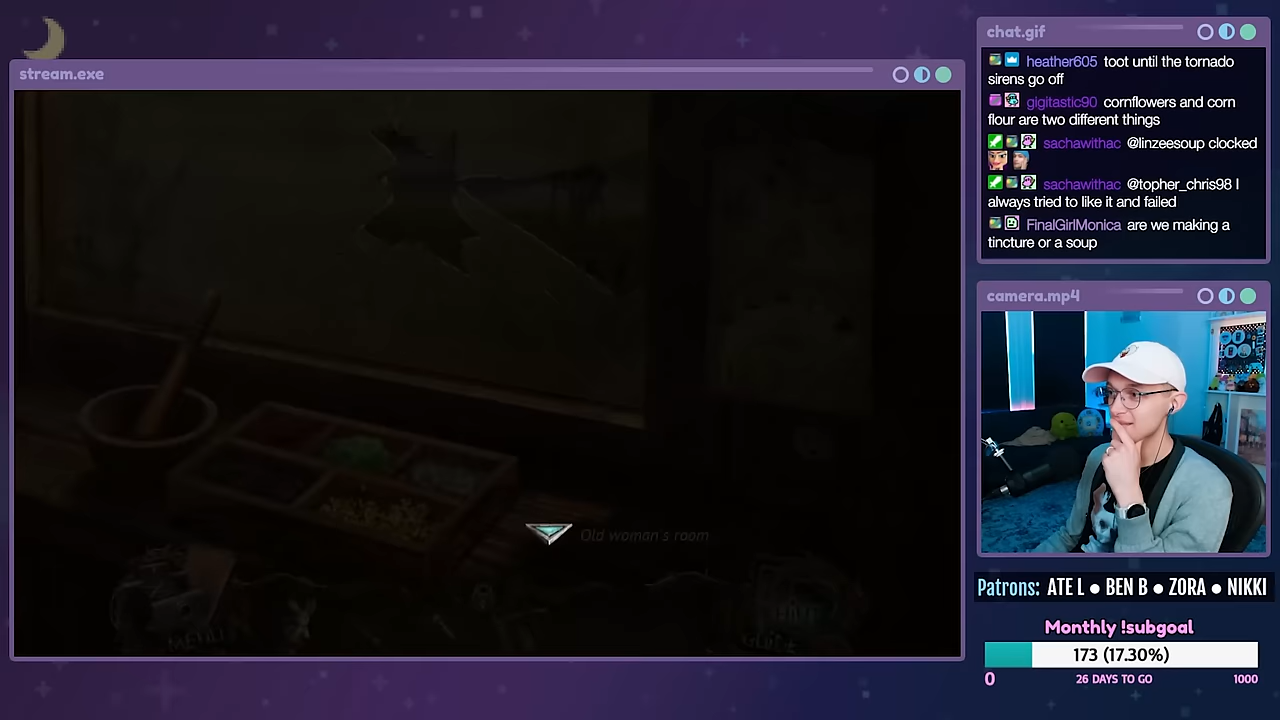 stream.exe
Old woman's room
MENU
chat.gif
heather605 toot until the tornado
sirens go off
gigitastic90 cornflowers and corn
flour are two different things
sachawithac @linzeesoup clocked
sachawithac @topher_chris98 I
always tried to like it and failed
FinalGirlMonica are we making a
tincture or a soup
camera.mp4
Patrons: ATE L ● BEN B ● ZORA ● NIKKI
Monthly !subgoal
173 (17.30%)
0 26 DAYS TO GO 1000